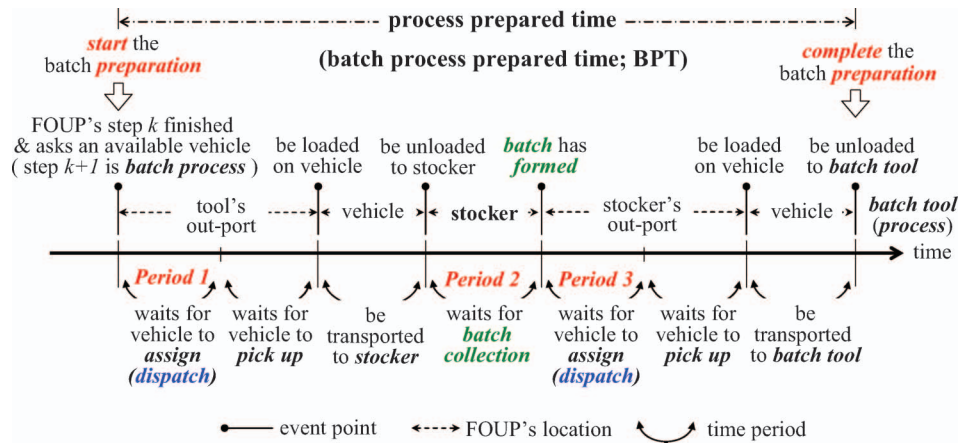 process prepared time
(batch process prepared time; BPT)
start the
batch preparation
complete the
batch preparation
FOUP's step k finished
& asks an available vehicle
( step k+1 is batch process )
be loaded
on vehicle
be unloaded
to stocker
batch has
formed
be loaded
on vehicle
be unloaded
to batch tool
tool's
out-port
vehicle
stocker
stocker's
out-port
vehicle
batch tool
(process)
time
Period 1
Period 2
Period 3
waits for
vehicle to
assign
(dispatch)
waits for
vehicle to
pick up
be
transported
to stocker
waits for
batch
collection
waits for
vehicle to
assign
(dispatch)
waits for
vehicle to
pick up
be
transported
to batch tool
event point
FOUP's location
time period